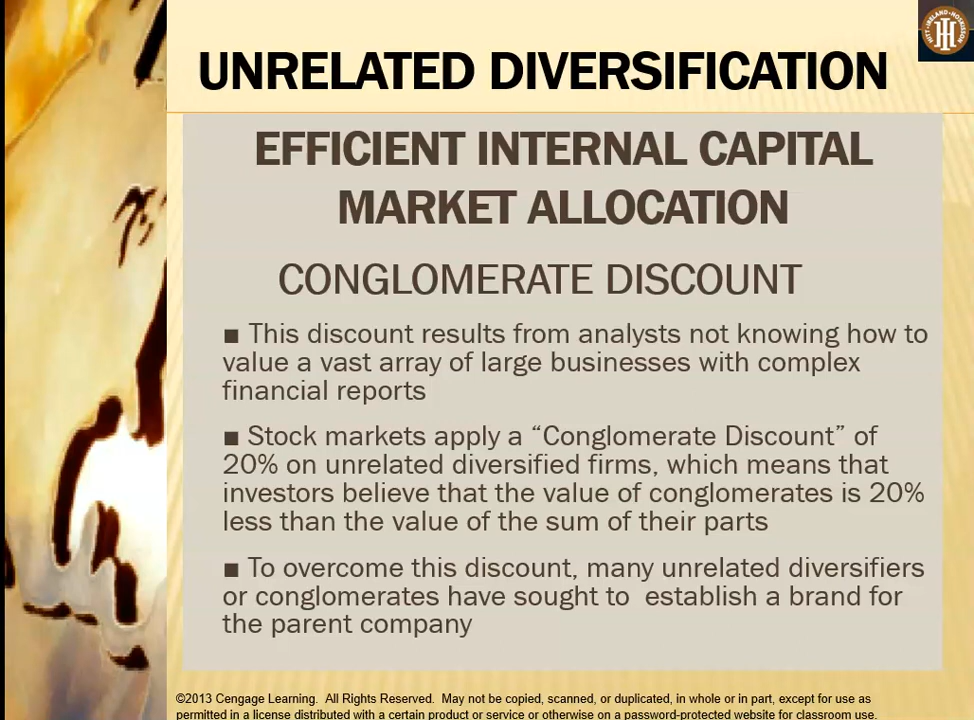 HITT • IRELAND • HOSKISSON
UNRELATED DIVERSIFICATION
EFFICIENT INTERNAL CAPITAL
MARKET ALLOCATION
CONGLOMERATE DISCOUNT
■ This discount results from analysts not knowing how to
value a vast array of large businesses with complex
financial reports
■ Stock markets apply a “Conglomerate Discount” of
20% on unrelated diversified firms, which means that
investors believe that the value of conglomerates is 20%
less than the value of the sum of their parts
■ To overcome this discount, many unrelated diversifiers
or conglomerates have sought to  establish a brand for
the parent company
©2013 Cengage Learning.  All Rights Reserved.  May not be copied, scanned, or duplicated, in whole or in part, except for use as
permitted in a license distributed with a certain product or service or otherwise on a password-protected website for classroom use.